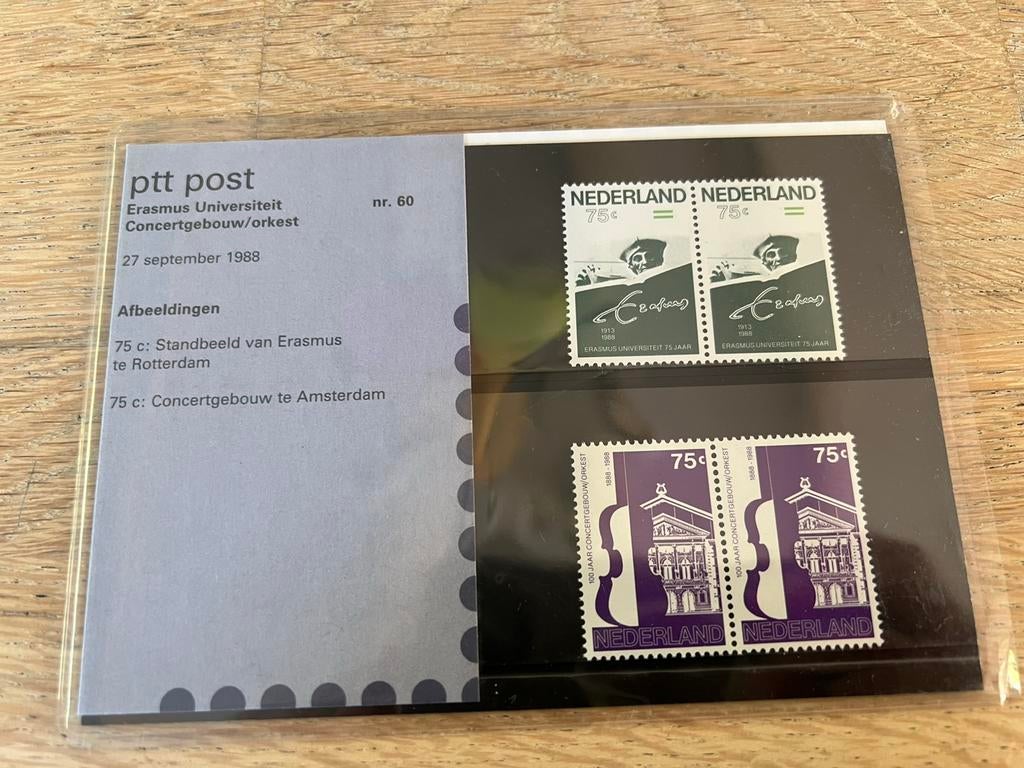 ptt post
Erasmus Universiteit nr. 60
Concertgebouw/orkest
27 september 1988
Afbeeldingen
75 c: Standbeeld van Erasmus
te Rotterdam
75 c: Concertgebouw te Amsterdam
NEDERLAND
75c
Erasmus
1913
1988
ERASMUS UNIVERSITEIT 75 JAAR
NEDERLAND
75c
Erasmus
1913
1988
ERASMUS UNIVERSITEIT 75 JAAR
100 JAAR CONCERTGEBOUW/ORKEST
1888-1988
75c
NEDERLAND
100 JAAR CONCERTGEBOUW/ORKEST
1888-1988
75c
NEDERLAND